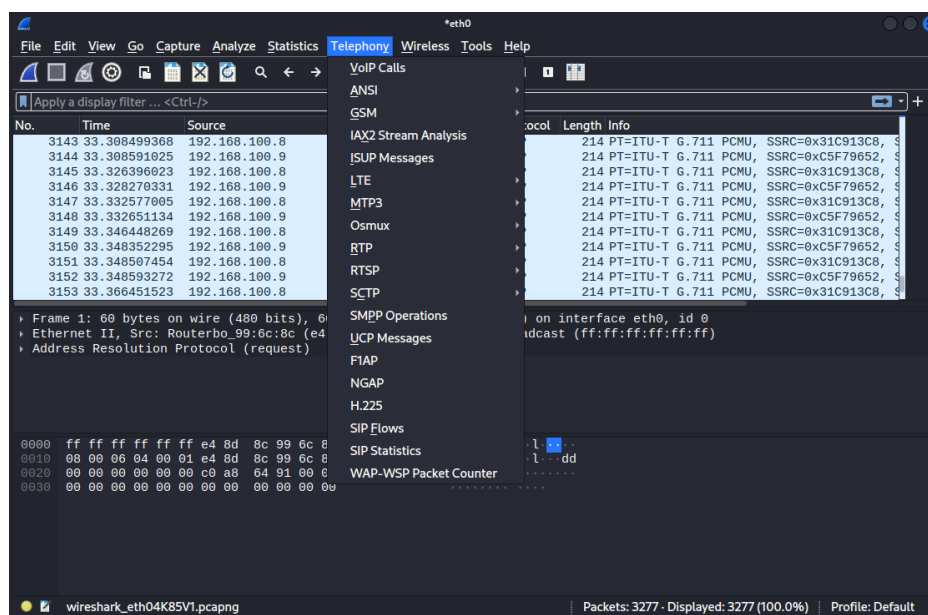 *eth0
File Edit View Go Capture Analyze Statistics Telephony Wireless Tools Help
Apply a display filter ... <Ctrl-/>
VoIP Calls
ANSI
GSM
IAX2 Stream Analysis
ISUP Messages
LTE
MTP3
Osmux
RTP
RTSP
SCTP
SMPP Operations
UCP Messages
F1AP
NGAP
H.225
SIP Flows
SIP Statistics
WAP-WSP Packet Counter
No. Time Source ocol Length Info
3143 33.308499368 192.168.100.8 214 PT=ITU-T G.711 PCMU, SSRC=0x31C913C8, S
3144 33.308591025 192.168.100.9 214 PT=ITU-T G.711 PCMU, SSRC=0xC5F79652, S
3145 33.326396023 192.168.100.8 214 PT=ITU-T G.711 PCMU, SSRC=0x31C913C8, S
3146 33.328270331 192.168.100.9 214 PT=ITU-T G.711 PCMU, SSRC=0xC5F79652, S
3147 33.332577005 192.168.100.8 214 PT=ITU-T G.711 PCMU, SSRC=0xC5F79652, S
3148 33.332651134 192.168.100.9 214 PT=ITU-T G.711 PCMU, SSRC=0xC5F79652, S
3149 33.346448269 192.168.100.8 214 PT=ITU-T G.711 PCMU, SSRC=0x31C913C8, S
3150 33.348352295 192.168.100.9 214 PT=ITU-T G.711 PCMU, SSRC=0xC5F79652, S
3151 33.348507454 192.168.100.8 214 PT=ITU-T G.711 PCMU, SSRC=0x31C913C8, S
3152 33.348593272 192.168.100.9 214 PT=ITU-T G.711 PCMU, SSRC=0xC5F79652, S
3153 33.366451523 192.168.100.8 214 PT=ITU-T G.711 PCMU, SSRC=0x31C913C8, S
Frame 1: 60 bytes on wire (480 bits), 6 ) on interface eth0, id 0
Ethernet II, Src: Routerbo_99:6c:8c (e4 adcast (ff:ff:ff:ff:ff:ff)
Address Resolution Protocol (request)
0000 ff ff ff ff ff ff e4 8d 8c 99 6c 8 ·l····
0010 08 00 06 04 00 01 e4 8d 8c 99 6c 8 ·l···dd
0020 00 00 00 00 00 00 c0 a8 64 91 00 0 ·······
0030 00 00 00 00 00 00 00 00 00 00 00 00 ········ ····
wireshark_eth04K85V1.pcapng Packets: 3277 · Displayed: 3277 (100.0%) Profile: Default